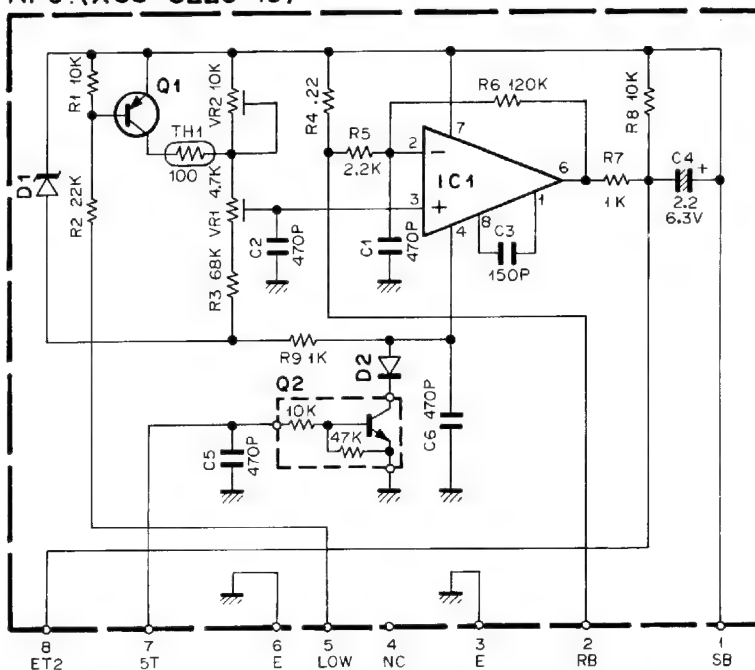 R1 10K
Q1
TH1
100
VR2 10K
R4 .22
R5
2.2K
R6 120K
R8 10K
7
2
3
6
4
8
1
−
+
IC1
R7
1K
C4
+
2.2
6.3V
D1
R2 22K
VR1 4.7K
R3 68K
C2
470P
C1
470P
C3
150P
R9 1K
D2
Q2
10K
47K
C5
470P
C6 470P
8
ET2
7
5T
6
E
5
LOW
4
NC
3
E
2
RB
1
SB